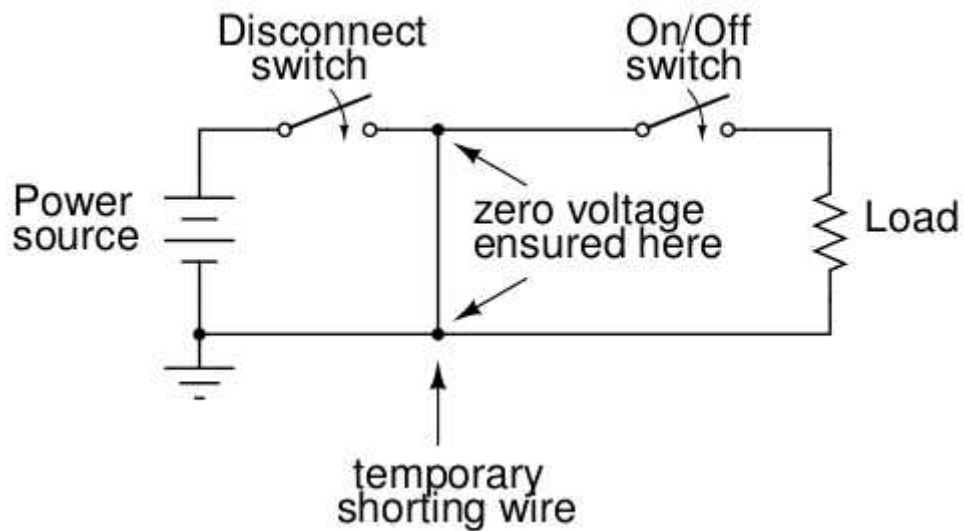 Disconnect
switch
On/Off
switch
Power
source
zero voltage
ensured here
Load
temporary
shorting wire